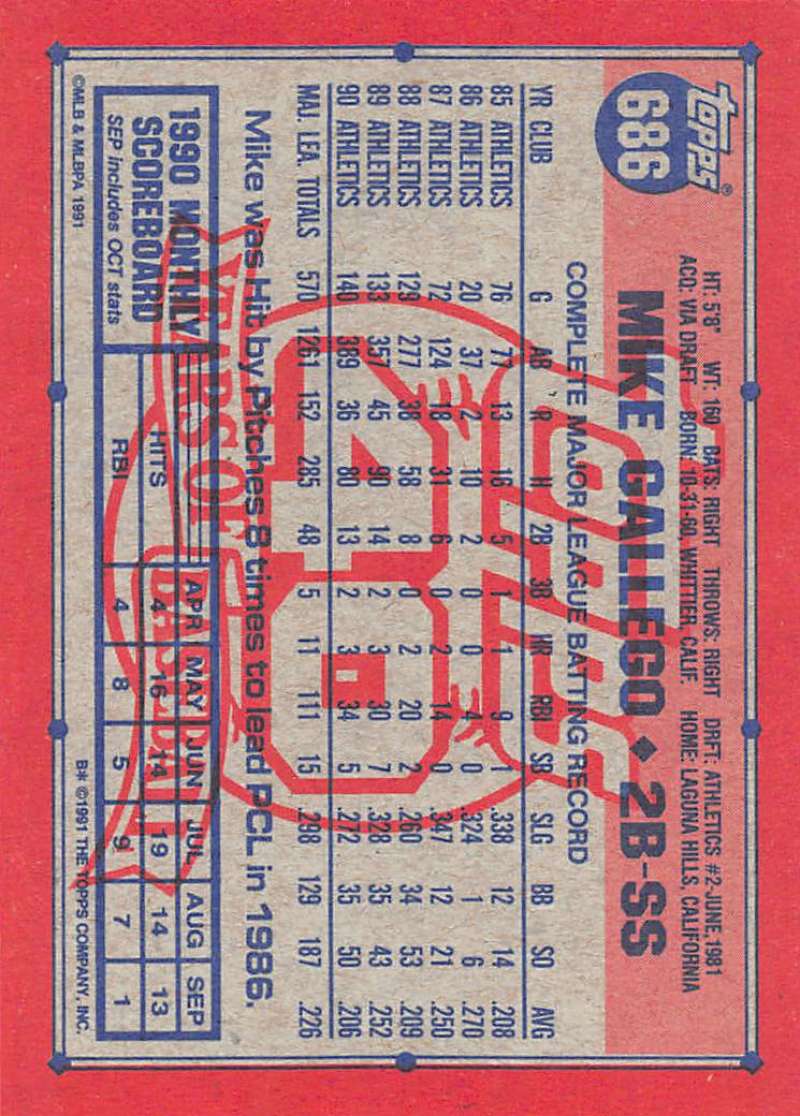 TOPPS®
686
HT: 5'8" WT: 160 BATS: RIGHT THROWS: RIGHT DRFT: ATHLETICS #2-JUNE, 1981
ACQ: VIA DRAFT BORN: 10-31-60, WHITTIER, CALIF. HOME: LAGUNA HILLS, CALIFORNIA
MIKE GALLEGO ♦ 2B-SS
COMPLETE MAJOR LEAGUE BATTING RECORD
YR CLUB G AB R H 2B 3B HR RBI SB SLG BB SO AVG
85 ATHLETICS 76 77 13 16 5 1 1 9 1 .338 12 14 .208
86 ATHLETICS 20 37 2 10 2 0 0 4 0 .324 1 6 .270
87 ATHLETICS 72 124 18 31 6 0 2 14 0 .347 12 21 .250
88 ATHLETICS 129 277 38 58 8 0 2 20 2 .260 34 53 .209
89 ATHLETICS 133 357 45 90 14 2 3 30 7 .328 35 43 .252
90 ATHLETICS 140 389 36 80 13 2 3 34 5 .272 35 50 .206
MAJ. LEA. TOTALS 570 1261 152 285 48 5 11 111 15 .298 129 187 .226
Mike was Hit by Pitches 8 times to lead PCL in 1986.
TOPPS
40
YEARS OF BASEBALL
1990 MONTHLY
SCOREBOARD
SEP includes OCT stats
APR MAY JUN JUL AUG SEP
HITS 4 16 14 19 14 13
RBI 4 8 5 9 7 1
©MLB & MLBPA 1991
B* ©1991 THE TOPPS COMPANY, INC.